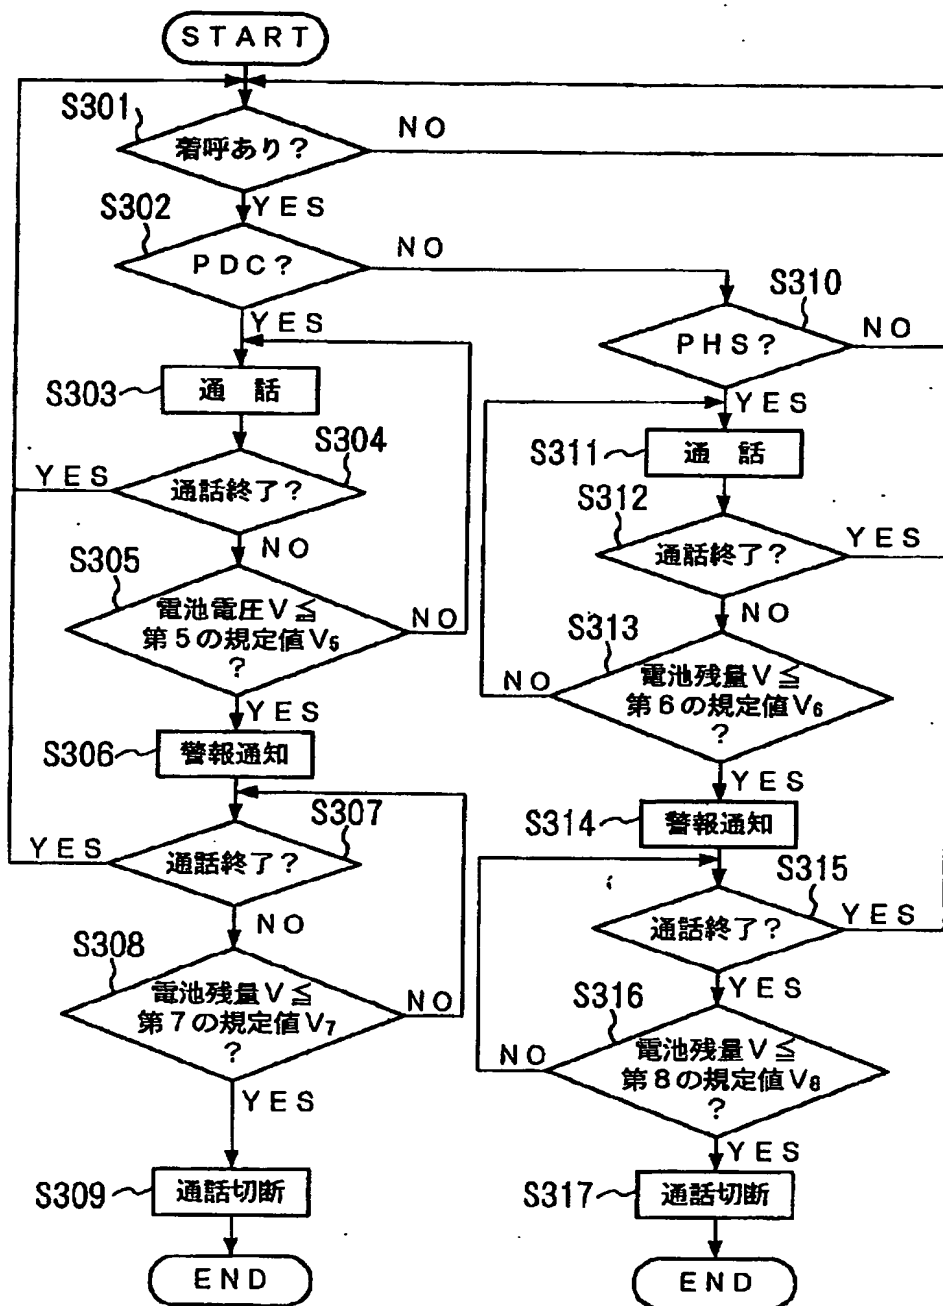 START
S301
着呼あり？
NO
YES
S302
PDC？
NO
YES
S303
通　話
S304
通話終了？
YES
NO
S305
電池電圧V≦
第5の規定値V₅
？
NO
YES
S306
警報通知
S307
通話終了？
YES
NO
S308
電池残量V≦
第7の規定値V₇
？
NO
YES
S309
通話切断
END
S310
PHS？
NO
YES
S311
通　話
S312
通話終了？
YES
NO
S313
電池残量V≦
第6の規定値V₆
？
NO
YES
S314
警報通知
S315
通話終了？
YES
YES
S316
電池残量V≦
第8の規定値V₈
？
NO
YES
S317
通話切断
END